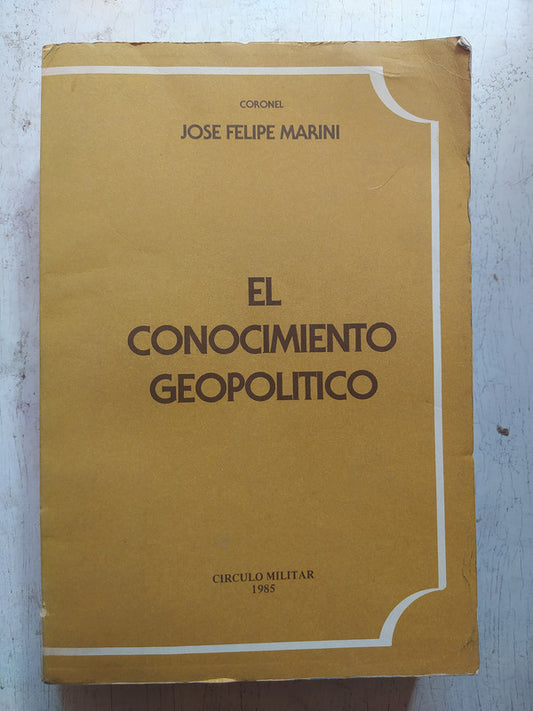 CORONEL
JOSE FELIPE MARINI
EL
CONOCIMIENTO
GEOPOLITICO
CIRCULO MILITAR
1985